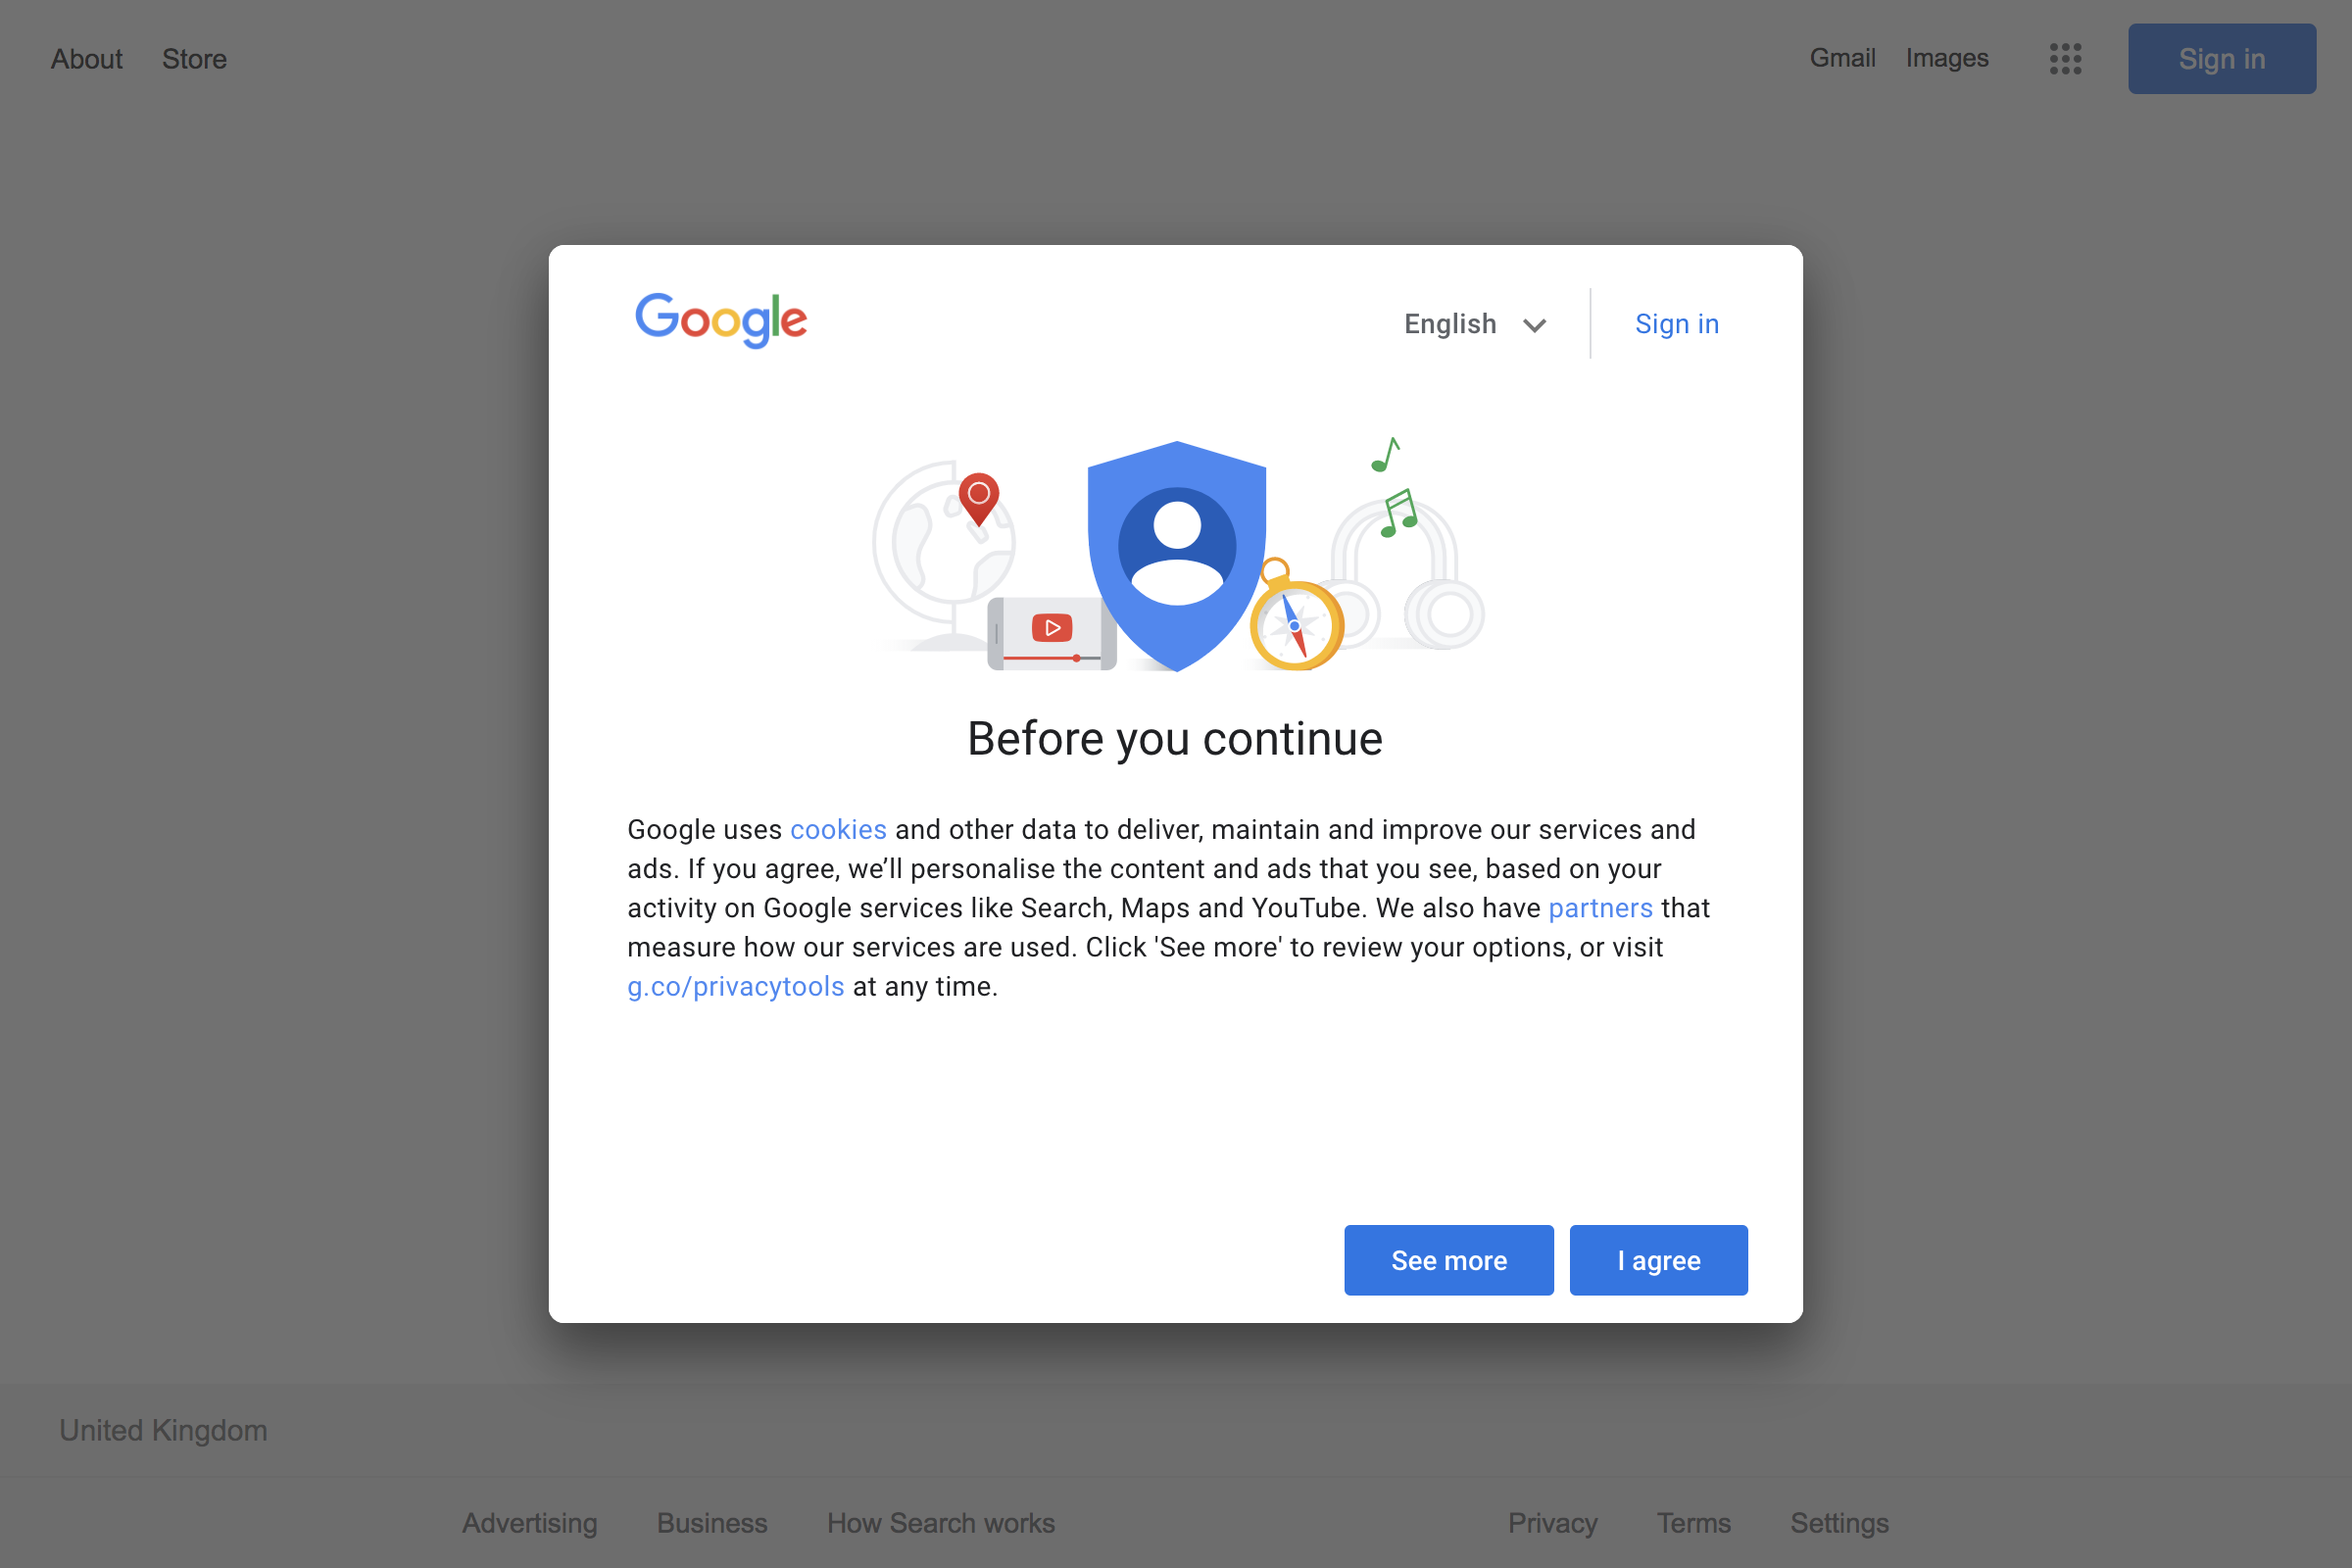 About Store
Gmail Images
Sign in
Google
English
Sign in
Before you continue
Google uses cookies and other data to deliver, maintain and improve our services and
ads. If you agree, we’ll personalise the content and ads that you see, based on your
activity on Google services like Search, Maps and YouTube. We also have partners that
measure how our services are used. Click 'See more' to review your options, or visit
g.co/privacytools at any time.
See more
I agree
United Kingdom
Advertising Business How Search works
Privacy Terms Settings